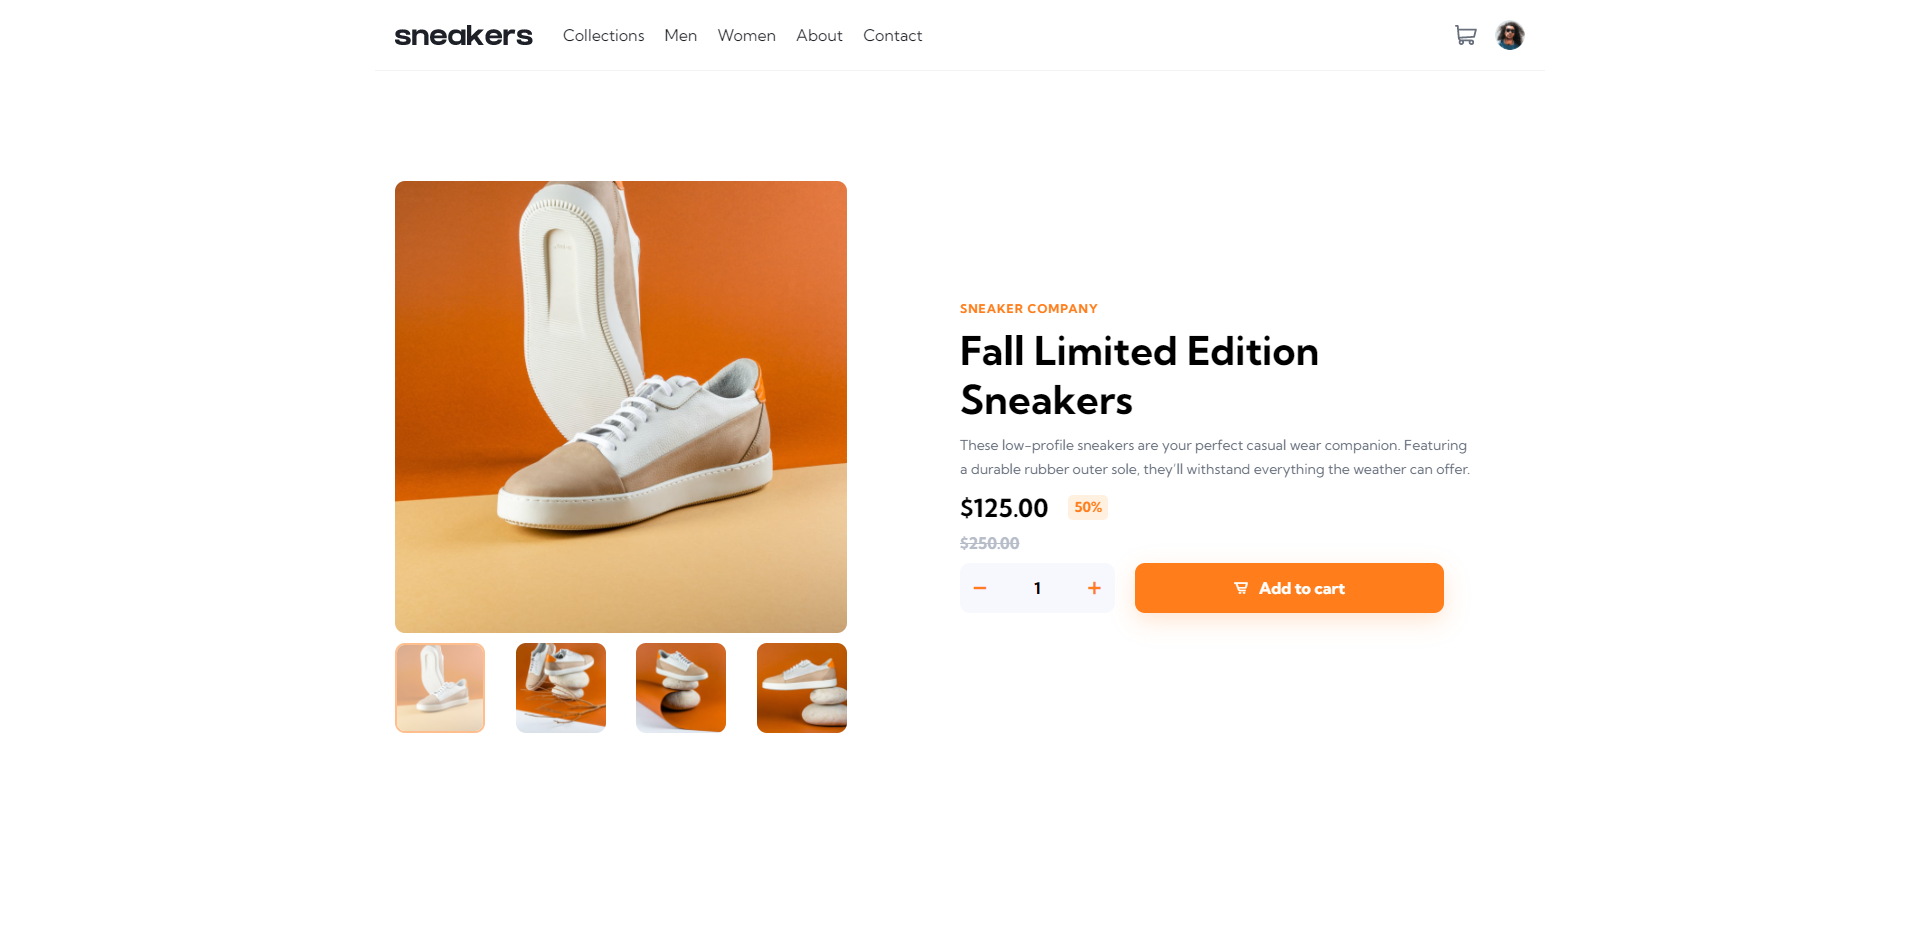 sneakers Collections Men Women About Contact
SNEAKER COMPANY
Fall Limited Edition
Sneakers
These low-profile sneakers are your perfect casual wear companion. Featuring
a durable rubber outer sole, they'll withstand everything the weather can offer.
$125.00 50%
$250.00
1 Add to cart